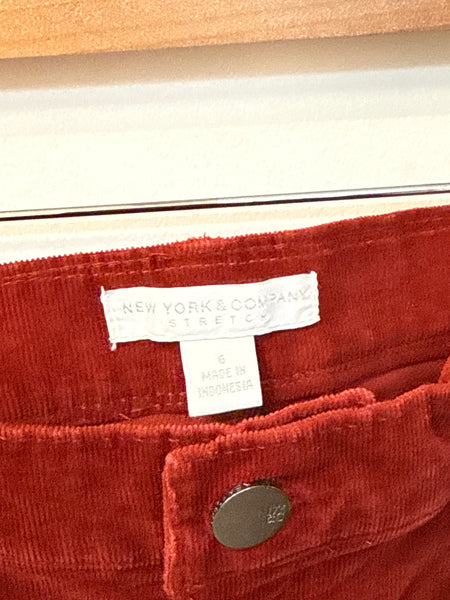 NEW YORK & COMPANY
STRETCH
6
MADE IN
INDONESIA